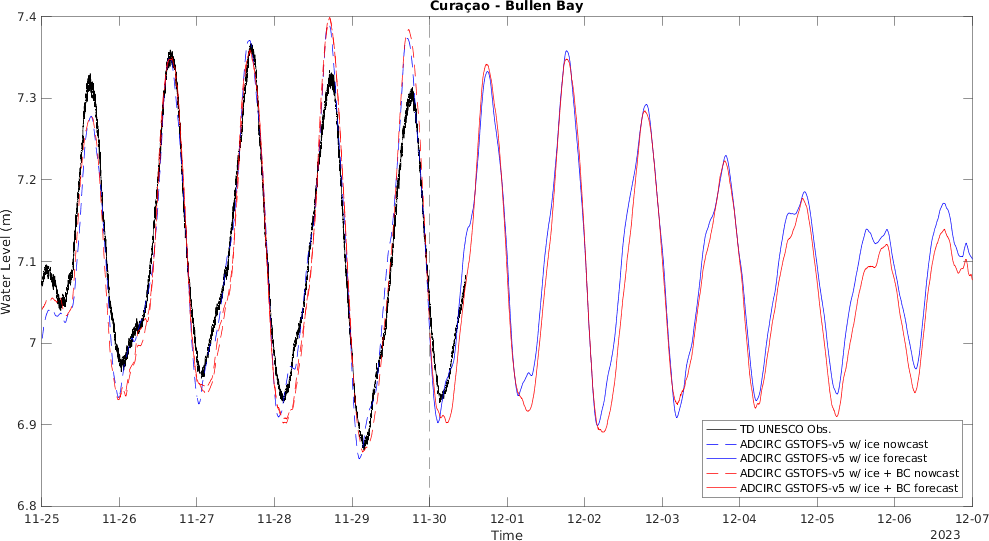 Curaçao - Bullen Bay
Water Level (m)
7.4
7.3
7.2
7.1
7
6.9
6.8
TD UNESCO Obs.
ADCIRC GSTOFS-v5 w/ ice nowcast
ADCIRC GSTOFS-v5 w/ ice forecast
ADCIRC GSTOFS-v5 w/ ice + BC nowcast
ADCIRC GSTOFS-v5 w/ ice + BC forecast
11-25 11-26 11-27 11-28 11-29 11-30 12-01 12-02 12-03 12-04 12-05 12-06 12-07
Time
2023